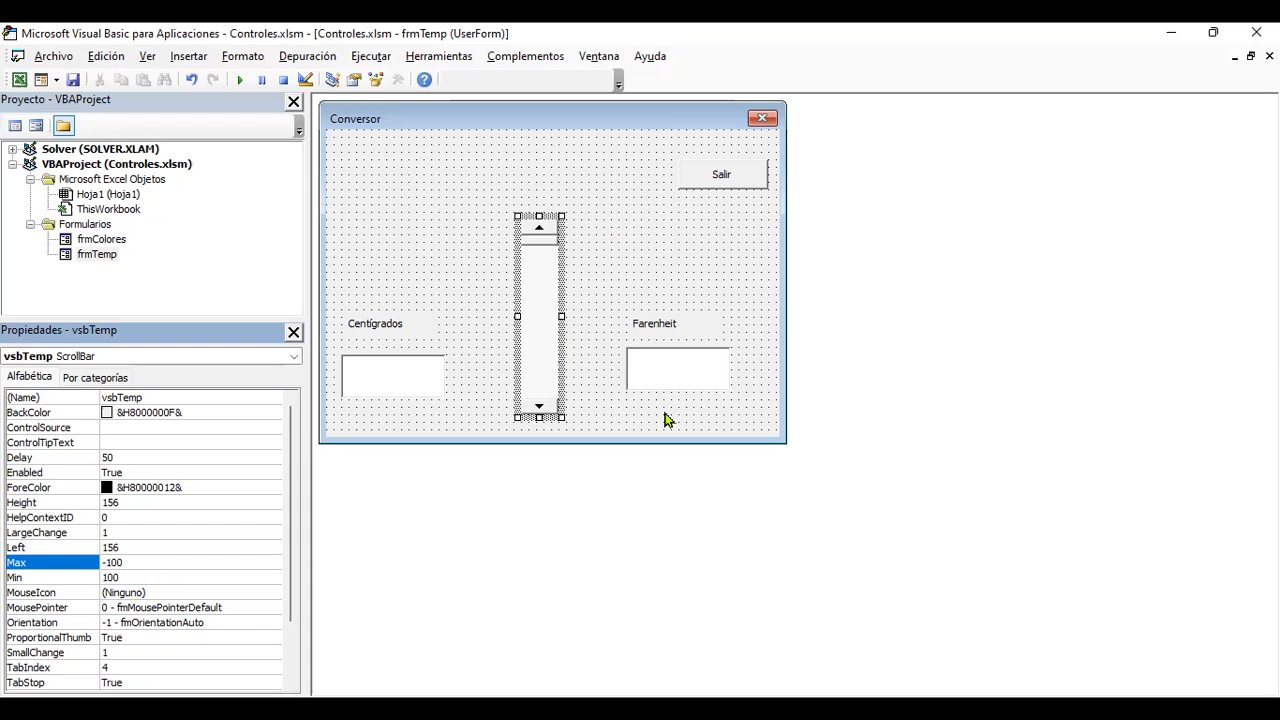 Microsoft Visual Basic para Aplicaciones - Controles.xlsm - [Controles.xlsm - frmTemp (UserForm)]
Archivo Edición Ver Insertar Formato Depuración Ejecutar Herramientas Complementos Ventana Ayuda
Proyecto - VBAProject
Solver (SOLVER.XLAM)
VBAProject (Controles.xlsm)
Microsoft Excel Objetos
Hoja1 (Hoja1)
ThisWorkbook
Formularios
frmColores
frmTemp
Propiedades - vsbTemp
vsbTemp ScrollBar
Alfabética Por categorías
(Name) vsbTemp
BackColor &H8000000F&
ControlSource
ControlTipText
Delay 50
Enabled True
ForeColor &H80000012&
Height 156
HelpContextID 0
LargeChange 1
Left 156
Max -100
Min 100
MouseIcon (Ninguno)
MousePointer 0 - fmMousePointerDefault
Orientation -1 - fmOrientationAuto
ProportionalThumb True
SmallChange 1
TabIndex 4
TabStop True
Conversor
Salir
Centígrados
Farenheit